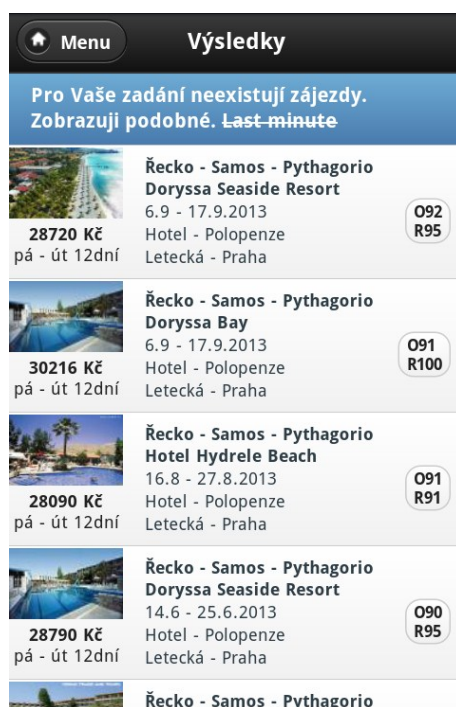 Menu
Výsledky
Pro Vaše zadání neexistují zájezdy.
Zobrazuji podobné. Last minute
Řecko - Samos - Pythagorio
Doryssa Seaside Resort
6.9 - 17.9.2013
Hotel - Polopenze
Letecká - Praha
28720 Kč
pá - út 12dní
O92
R95
Řecko - Samos - Pythagorio
Doryssa Bay
6.9 - 17.9.2013
Hotel - Polopenze
Letecká - Praha
30216 Kč
pá - út 12dní
O91
R100
Řecko - Samos - Pythagorio
Hotel Hydrele Beach
16.8 - 27.8.2013
Hotel - Polopenze
Letecká - Praha
28090 Kč
pá - út 12dní
O91
R91
Řecko - Samos - Pythagorio
Doryssa Seaside Resort
14.6 - 25.6.2013
Hotel - Polopenze
Letecká - Praha
28790 Kč
pá - út 12dní
O90
R95
Řecko - Samos - Pythagorio